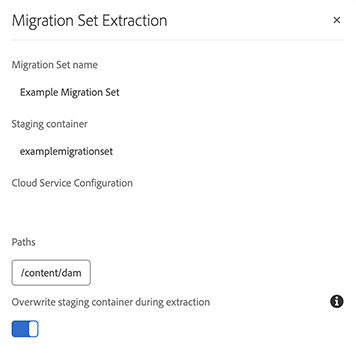 Migration Set Extraction
Migration Set name
Example Migration Set
Staging container
examplemigrationset
Cloud Service Configuration
Paths
/content/dam
Overwrite staging container during extraction